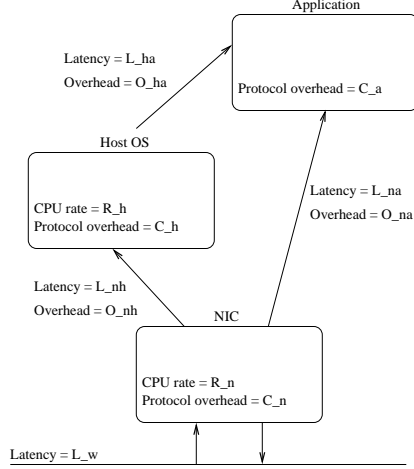 Application
Latency = L_ha
Overhead = O_ha
Protocol overhead = C_a
Host OS
CPU rate = R_h
Protocol overhead = C_h
Latency = L_na
Overhead = O_na
Latency = L_nh
Overhead = O_nh
NIC
CPU rate = R_n
Protocol overhead = C_n
Latency = L_w